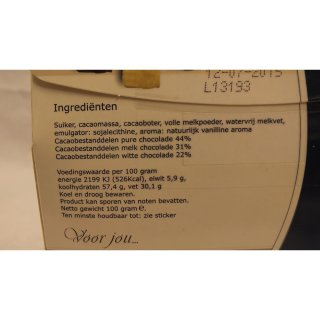 12-07-2015
L13193
Ingrediënten
Suiker, cacaomassa, cacaoboter, volle melkpoeder, watervrij melkvet,
emulgator: sojalecithine, aroma: natuurlijk vanilline aroma
Cacaobestanddelen pure chocolade 44%
Cacaobestanddelen melk chocolade 31%
Cacaobestanddelen witte chocolade 22%
Voedingswaarde per 100 gram
energie 2199 KJ (526Kcal), eiwit 5,9 g,
koolhydraten 57,4 g, vet 30,1 g
Koel en droog bewaren.
Product kan sporen van noten bevatten.
Netto gewicht 100 gram℮.
Ten minste houdbaar tot: zie sticker
Voor jou...